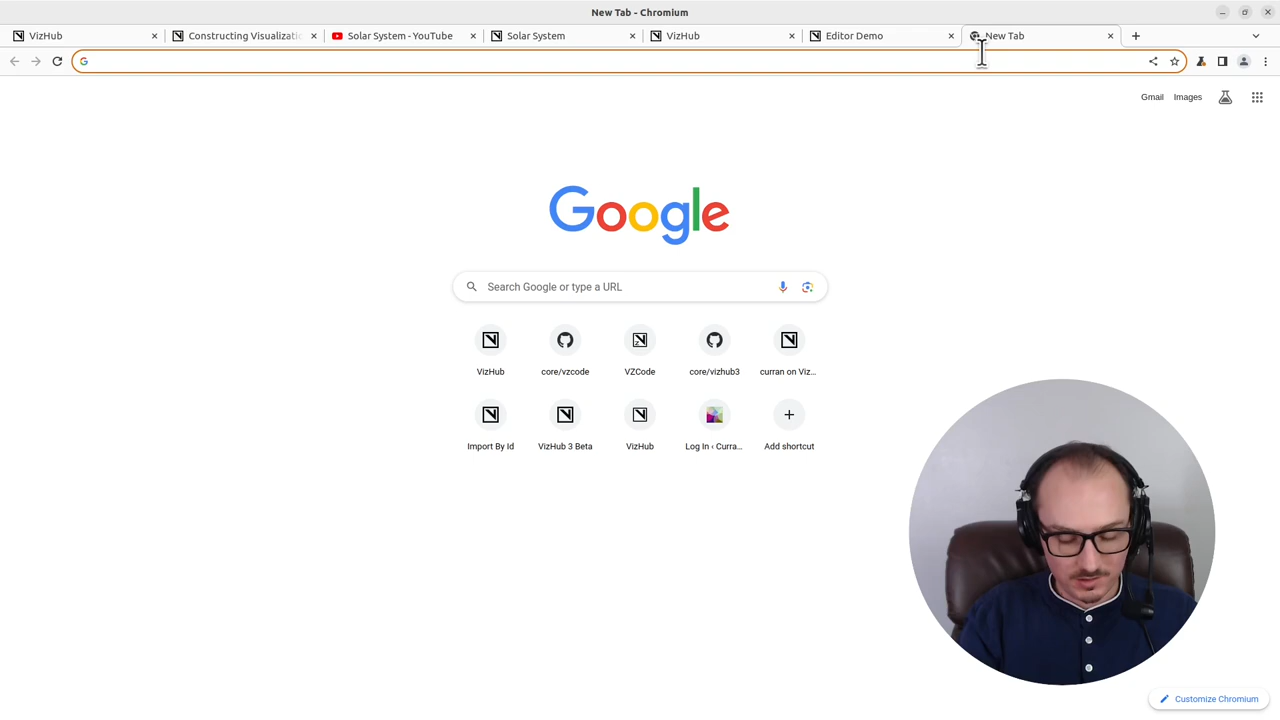 New Tab - Chromium
VizHub
Constructing Visualizatio
Solar System - YouTube
Solar System
VizHub
Editor Demo
New Tab
Gmail
Images
Google
Search Google or type a URL
VizHub
core/vzcode
VZCode
core/vizhub3
curran on Viz...
Import By Id
VizHub 3 Beta
VizHub
Log In ‹ Curra...
Add shortcut
Customize Chromium